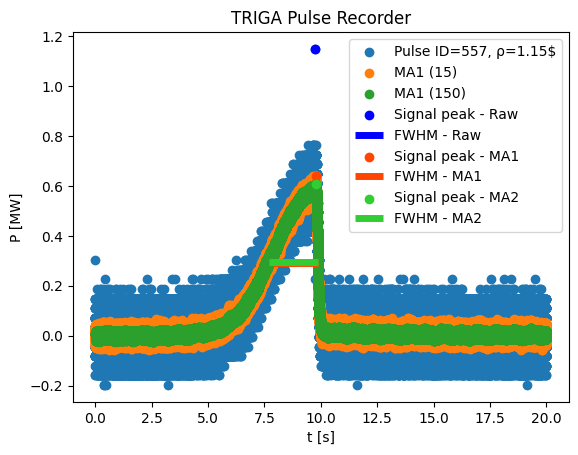 TRIGA Pulse Recorder
P [MW]
1.2
1.0
0.8
0.6
0.4
0.2
0.0
−0.2
Pulse ID=557, ρ=1.15$
MA1 (15)
MA1 (150)
Signal peak - Raw
FWHM - Raw
Signal peak - MA1
FWHM - MA1
Signal peak - MA2
FWHM - MA2
0.0 2.5 5.0 7.5 10.0 12.5 15.0 17.5 20.0
t [s]